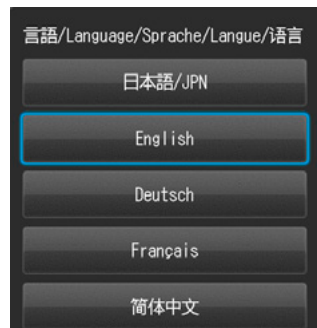 言語/Language/Sprache/Langue/语言
日本語/JPN
English
Deutsch
Français
简体中文